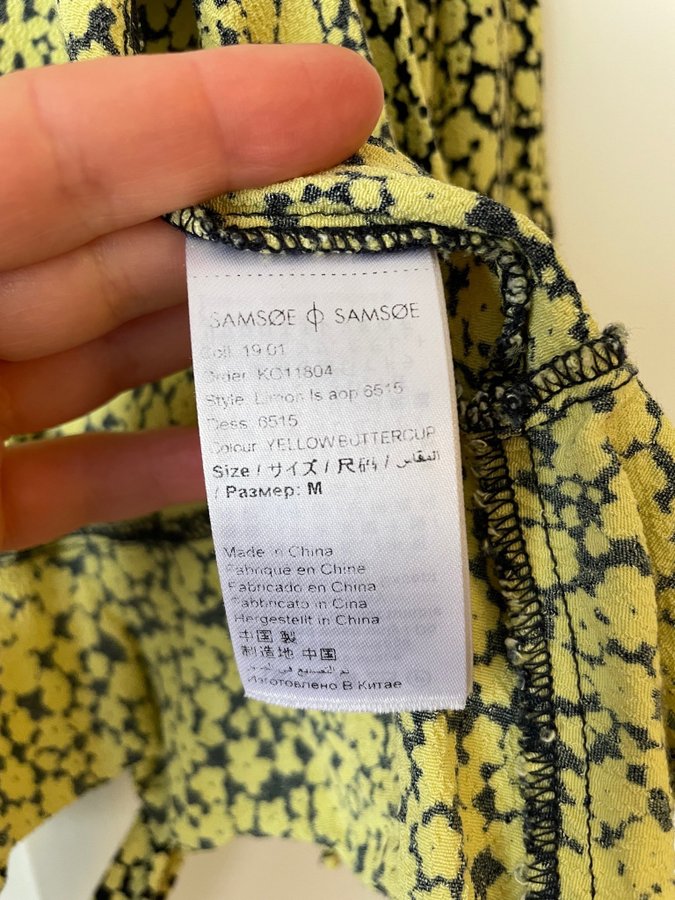 SAMSØE ɸ SAMSØE
Coll. 19.01
Order: KO11804
Style: Limon ls aop 6515
Dess: 6515
Colour: YELLOW BUTTERCUP
Size / サイズ / 尺码 / المقاس
/ Размер: M
Made in China
Fabriqué en Chine
Fabricado en China
Fabbricato in Cina
Hergestellt in China
中国 製
制造地 中国
تم التصنيع في الصين
Изготовлено В Китае